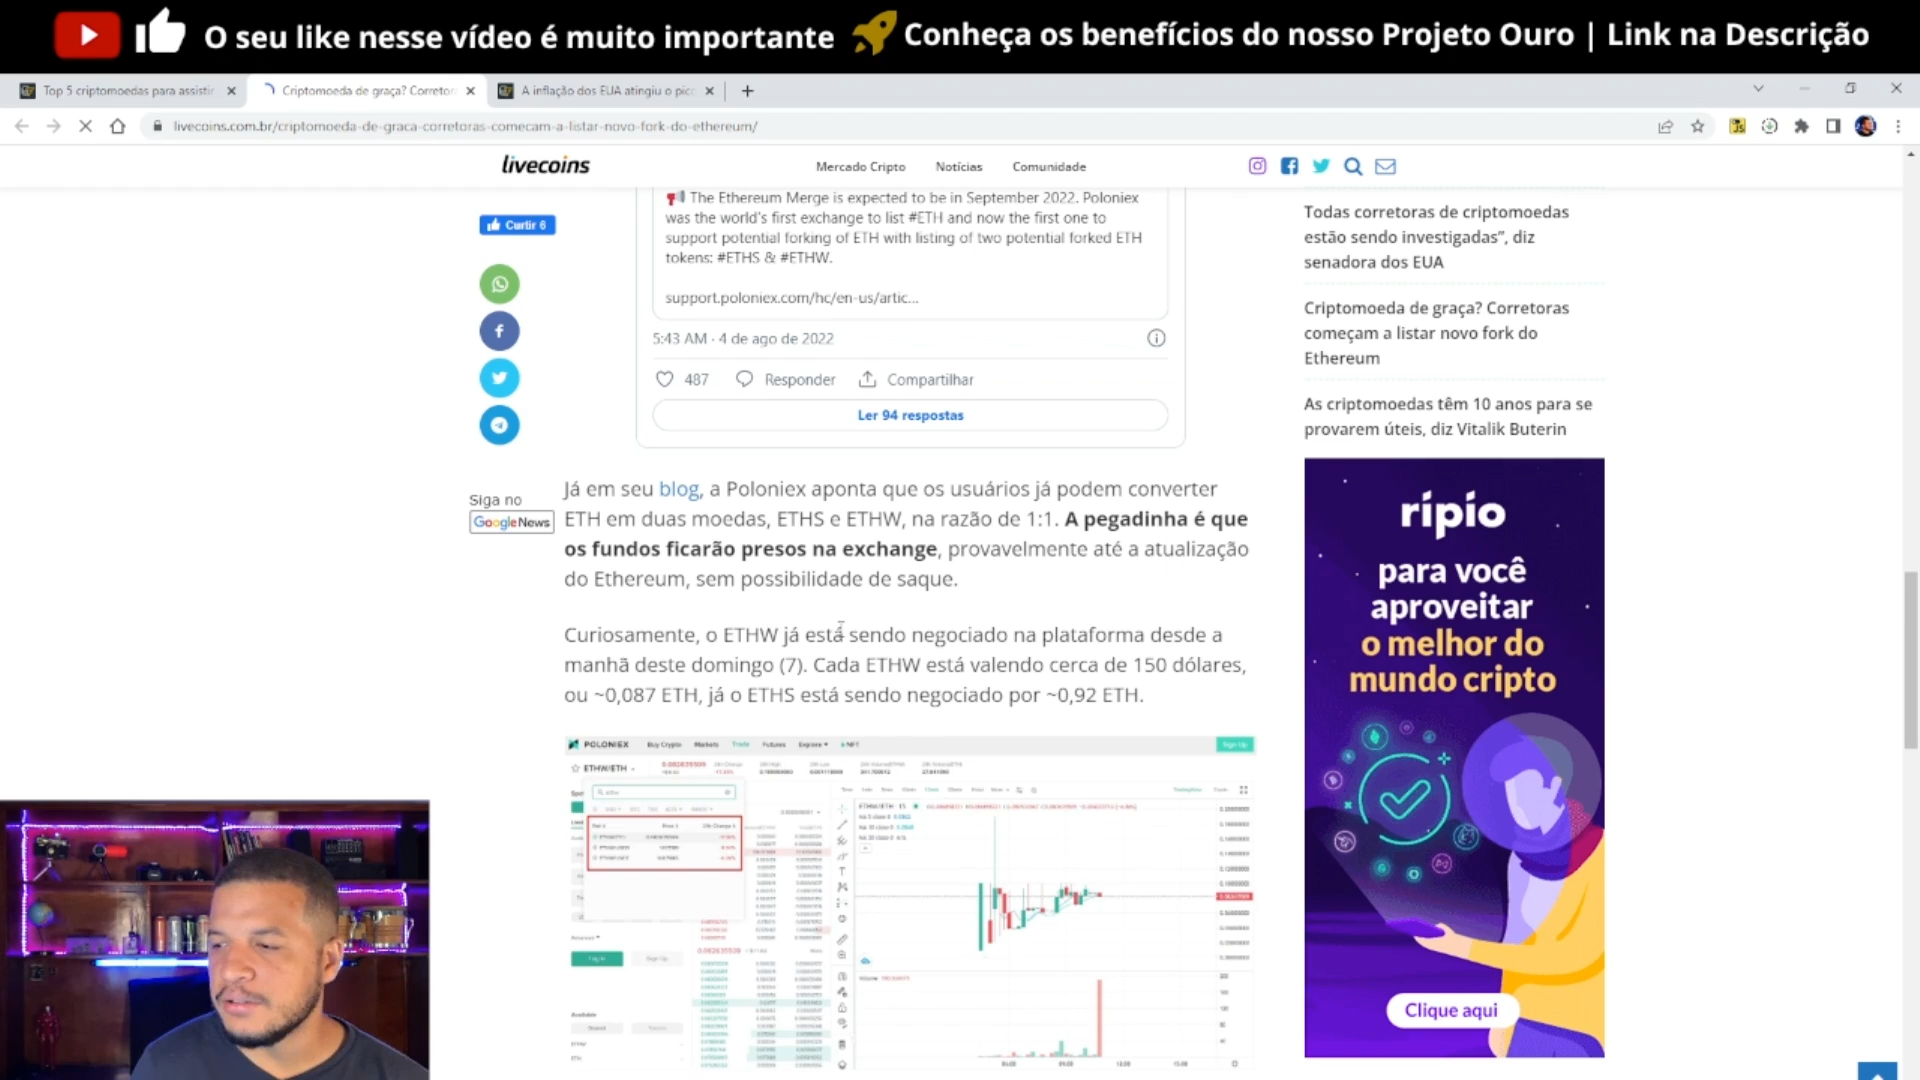 O seu like nesse vídeo é muito importante
Conheça os benefícios do nosso Projeto Ouro | Link na Descrição
Top 5 criptomoedas para assistir
Criptomoeda de graça? Corretor
A inflação dos EUA atingiu o pico
livecoins.com.br/criptomoeda-de-graca-corretoras-comecam-a-listar-novo-fork-do-ethereum/
livecoins
Mercado Cripto
Notícias
Comunidade
Curtir 6
The Ethereum Merge is expected to be in September 2022. Poloniex
was the world's first exchange to list #ETH and now the first one to
support potential forking of ETH with listing of two potential forked ETH
tokens: #ETHS & #ETHW.
support.poloniex.com/hc/en-us/artic...
5:43 AM · 4 de ago de 2022
487
Responder
Compartilhar
Ler 94 respostas
Siga no
Google News
Já em seu blog, a Poloniex aponta que os usuários já podem converter
ETH em duas moedas, ETHS e ETHW, na razão de 1:1. A pegadinha é que
os fundos ficarão presos na exchange, provavelmente até a atualização
do Ethereum, sem possibilidade de saque.
Curiosamente, o ETHW já está sendo negociado na plataforma desde a
manhã deste domingo (7). Cada ETHW está valendo cerca de 150 dólares,
ou ~0,087 ETH, já o ETHS está sendo negociado por ~0,92 ETH.
POLONIEX
Buy Crypto
Markets
Trade
Futures
Explore
NFT
Sign Up
ETHW/ETH
Todas corretoras de criptomoedas
estão sendo investigadas”, diz
senadora dos EUA
Criptomoeda de graça? Corretoras
começam a listar novo fork do
Ethereum
As criptomoedas têm 10 anos para se
provarem úteis, diz Vitalik Buterin
ripio
para você
aproveitar
o melhor do
mundo cripto
Clique aqui